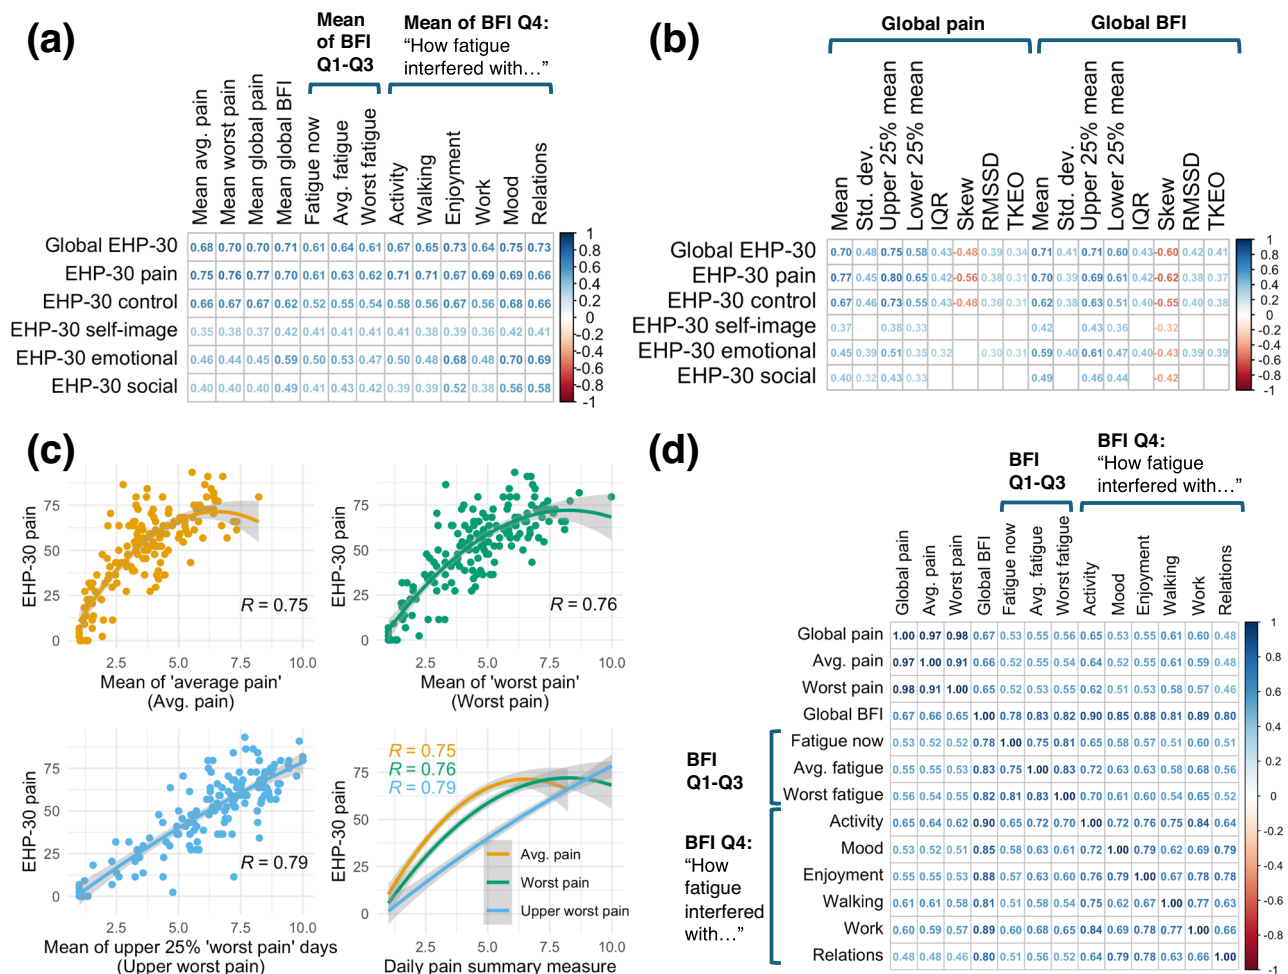 (a)
Mean
of BFI
Q1-Q3
Mean of BFI Q4:
“How fatigue
interfered with…”
Mean avg. pain
Mean worst pain
Mean global pain
Mean global BFI
Fatigue now
Avg. fatigue
Worst fatigue
Activity
Walking
Enjoyment
Work
Mood
Relations
Global EHP-30 0.68 0.70 0.70 0.71 0.61 0.64 0.61 0.67 0.65 0.73 0.64 0.75 0.73
EHP-30 pain 0.75 0.76 0.77 0.70 0.61 0.63 0.62 0.71 0.71 0.67 0.69 0.69 0.66
EHP-30 control 0.66 0.67 0.67 0.62 0.52 0.55 0.54 0.58 0.56 0.67 0.56 0.68 0.66
EHP-30 self-image 0.35 0.38 0.37 0.42 0.41 0.41 0.41 0.41 0.38 0.39 0.36 0.42 0.41
EHP-30 emotional 0.46 0.44 0.45 0.59 0.50 0.53 0.47 0.50 0.48 0.68 0.48 0.70 0.69
EHP-30 social 0.40 0.40 0.40 0.49 0.41 0.43 0.42 0.39 0.39 0.52 0.38 0.56 0.58
1
0.8
0.6
0.4
0.2
0
-0.2
-0.4
-0.6
-0.8
-1
(b)
Global pain
Global BFI
Mean
Std. dev.
Upper 25% mean
Lower 25% mean
IQR
Skew
RMSSD
TKEO
Mean
Std. dev.
Upper 25% mean
Lower 25% mean
IQR
Skew
RMSSD
TKEO
Global EHP-30 0.70 0.48 0.75 0.58 0.43 -0.48 0.39 0.34 0.71 0.41 0.71 0.60 0.43 -0.60 0.42 0.41
EHP-30 pain 0.77 0.45 0.80 0.65 0.42 -0.56 0.36 0.31 0.70 0.39 0.69 0.61 0.42 -0.62 0.38 0.37
EHP-30 control 0.67 0.46 0.73 0.55 0.43 -0.48 0.38 0.31 0.62 0.38 0.63 0.51 0.40 -0.55 0.40 0.38
EHP-30 self-image 0.37 0.38 0.33 0.42 0.43 0.36 -0.32
EHP-30 emotional 0.45 0.39 0.51 0.35 0.32 0.30 0.31 0.59 0.40 0.61 0.47 0.40 -0.43 0.39 0.39
EHP-30 social 0.40 0.32 0.43 0.33 0.49 0.46 0.44 -0.42
1
0.8
0.6
0.4
0.2
0
-0.2
-0.4
-0.6
-0.8
-1
(c)
EHP-30 pain
75
50
25
0
R = 0.75
2.5 5.0 7.5 10.0
Mean of 'average pain'
(Avg. pain)
EHP-30 pain
75
50
25
0
R = 0.76
2.5 5.0 7.5 10.0
Mean of 'worst pain'
(Worst pain)
EHP-30 pain
75
50
25
0
R = 0.79
2.5 5.0 7.5 10.0
Mean of upper 25% 'worst pain' days
(Upper worst pain)
EHP-30 pain
75
50
25
0
R = 0.75
R = 0.76
R = 0.79
Avg. pain
Worst pain
Upper worst pain
2.5 5.0 7.5 10.0
Daily pain summary measure
(d)
BFI
Q1-Q3
BFI Q4:
“How fatigue
interfered with…”
Global pain
Avg. pain
Worst pain
Global BFI
Fatigue now
Avg. fatigue
Worst fatigue
Activity
Mood
Enjoyment
Walking
Work
Relations
BFI
Q1-Q3
BFI Q4:
“How
fatigue
interfered
with…”
Global pain 1.00 0.97 0.98 0.67 0.53 0.55 0.56 0.65 0.53 0.55 0.61 0.60 0.48
Avg. pain 0.97 1.00 0.91 0.66 0.52 0.55 0.54 0.64 0.52 0.55 0.61 0.59 0.48
Worst pain 0.98 0.91 1.00 0.65 0.52 0.53 0.55 0.62 0.51 0.53 0.58 0.57 0.46
Global BFI 0.67 0.66 0.65 1.00 0.78 0.83 0.82 0.90 0.85 0.88 0.81 0.89 0.80
Fatigue now 0.53 0.52 0.52 0.78 1.00 0.75 0.81 0.65 0.58 0.57 0.51 0.60 0.51
Avg. fatigue 0.55 0.55 0.53 0.83 0.75 1.00 0.83 0.72 0.63 0.63 0.58 0.68 0.56
Worst fatigue 0.56 0.54 0.55 0.82 0.81 0.83 1.00 0.70 0.61 0.60 0.54 0.65 0.52
Activity 0.65 0.64 0.62 0.90 0.65 0.72 0.70 1.00 0.72 0.76 0.75 0.84 0.64
Mood 0.53 0.52 0.51 0.85 0.58 0.63 0.61 0.72 1.00 0.79 0.62 0.69 0.79
Enjoyment 0.55 0.55 0.53 0.88 0.57 0.63 0.60 0.76 0.79 1.00 0.67 0.78 0.78
Walking 0.61 0.61 0.58 0.81 0.51 0.58 0.54 0.75 0.62 0.67 1.00 0.77 0.63
Work 0.60 0.59 0.57 0.89 0.60 0.68 0.65 0.84 0.69 0.78 0.77 1.00 0.66
Relations 0.48 0.48 0.46 0.80 0.51 0.56 0.52 0.64 0.79 0.78 0.63 0.66 1.00
1
0.8
0.6
0.4
0.2
0
-0.2
-0.4
-0.6
-0.8
-1